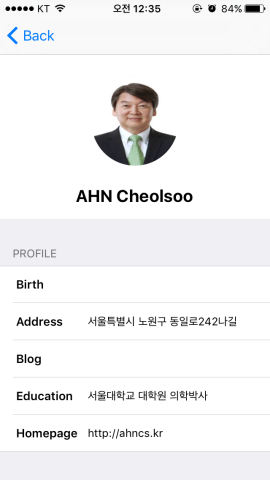 KT 오전 12:35 84%
Back
AHN Cheolsoo
PROFILE
Birth
Address 서울특별시 노원구 동일로242나길
Blog
Education 서울대학교 대학원 의학박사
Homepage http://ahncs.kr